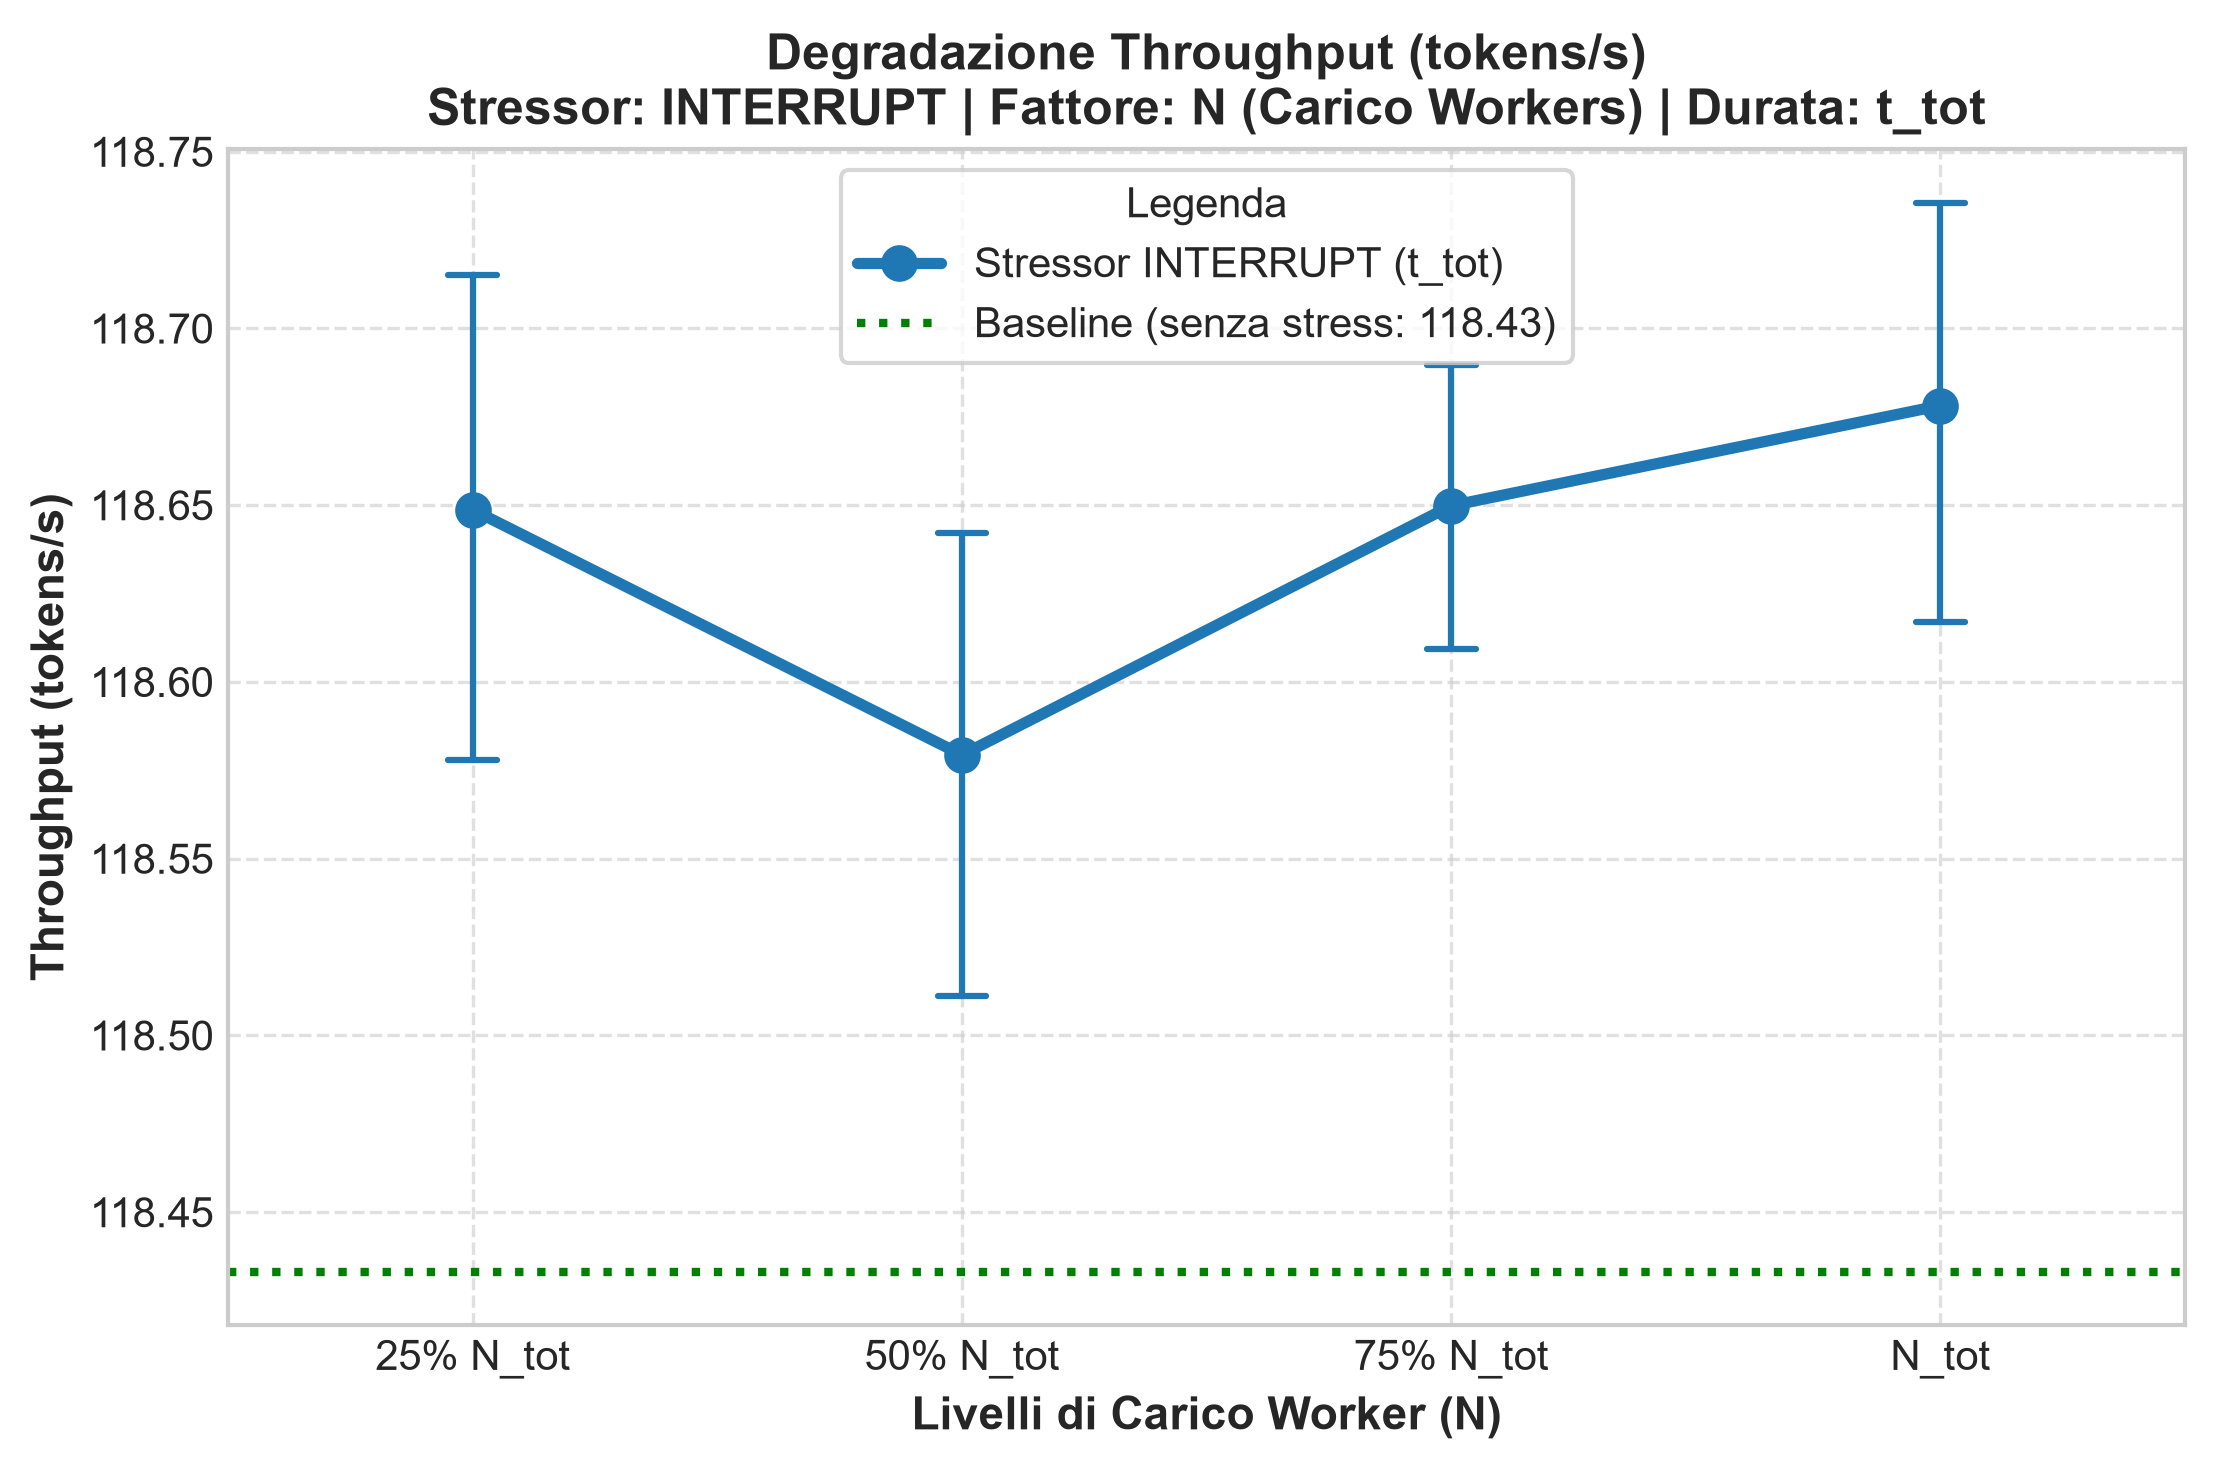 Degradazione Throughput (tokens/s)
Stressor: INTERRUPT | Fattore: N (Carico Workers) | Durata: t_tot
Legenda
Stressor INTERRUPT (t_tot)
Baseline (senza stress: 118.43)
Throughput (tokens/s)
118.75
118.70
118.65
118.60
118.55
118.50
118.45
25% N_tot
50% N_tot
75% N_tot
N_tot
Livelli di Carico Worker (N)